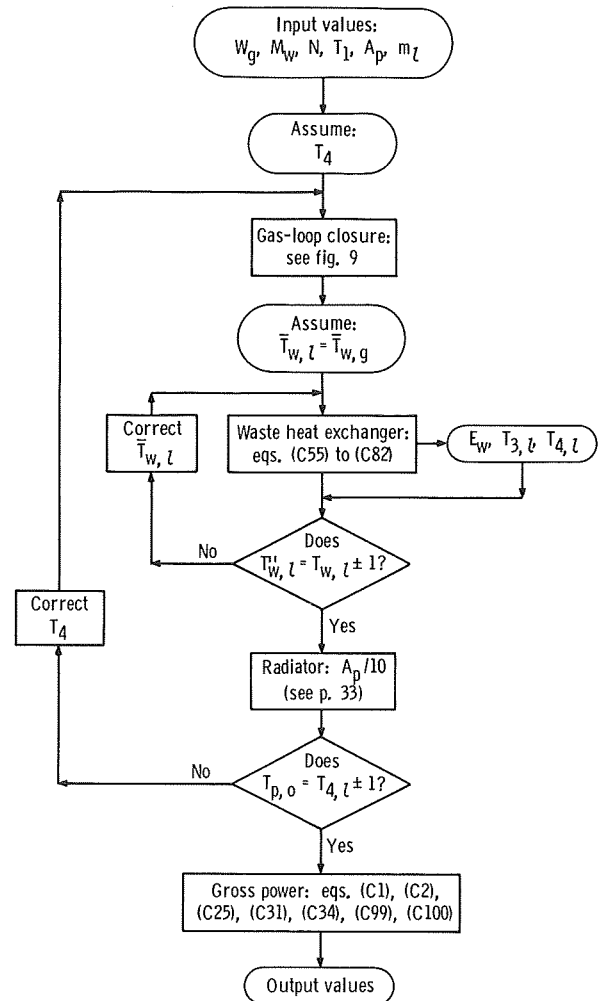 Input values:
W_g, M_w, N, T_1, A_p, m_l
Assume:
T_4
Gas-loop closure:
see fig. 9
Assume:
T̄_w, l = T̄_w, g
Correct
T̄_w, l
Waste heat exchanger:
eqs. (C55) to (C82)
E_w, T_3, l, T_4, l
Does
T''_w, l = T_w, l ± 1?
No
Yes
Correct
T_4
Radiator: A_p/10
(see p. 33)
Does
T_p, o = T_4, l ± 1?
No
Yes
Gross power: eqs. (C1), (C2),
(C25), (C31), (C34), (C99), (C100)
Output values